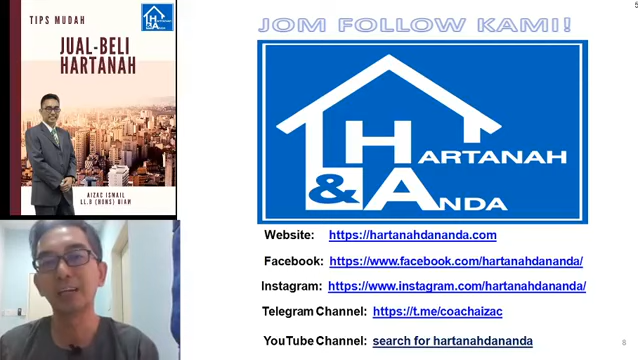 TIPS MUDAH
JUAL-BELI
HARTANAH
AIZAC ISMAIL
LL.B (HONS) UIAM
JOM FOLLOW KAMI!
HARTANAH
& ANDA
Website: https://hartanahdananda.com
Facebook: https://www.facebook.com/hartanahdananda/
Instagram: https://www.instagram.com/hartanahdananda/
Telegram Channel: https://t.me/coachaizac
YouTube Channel: search for hartanahdananda
8